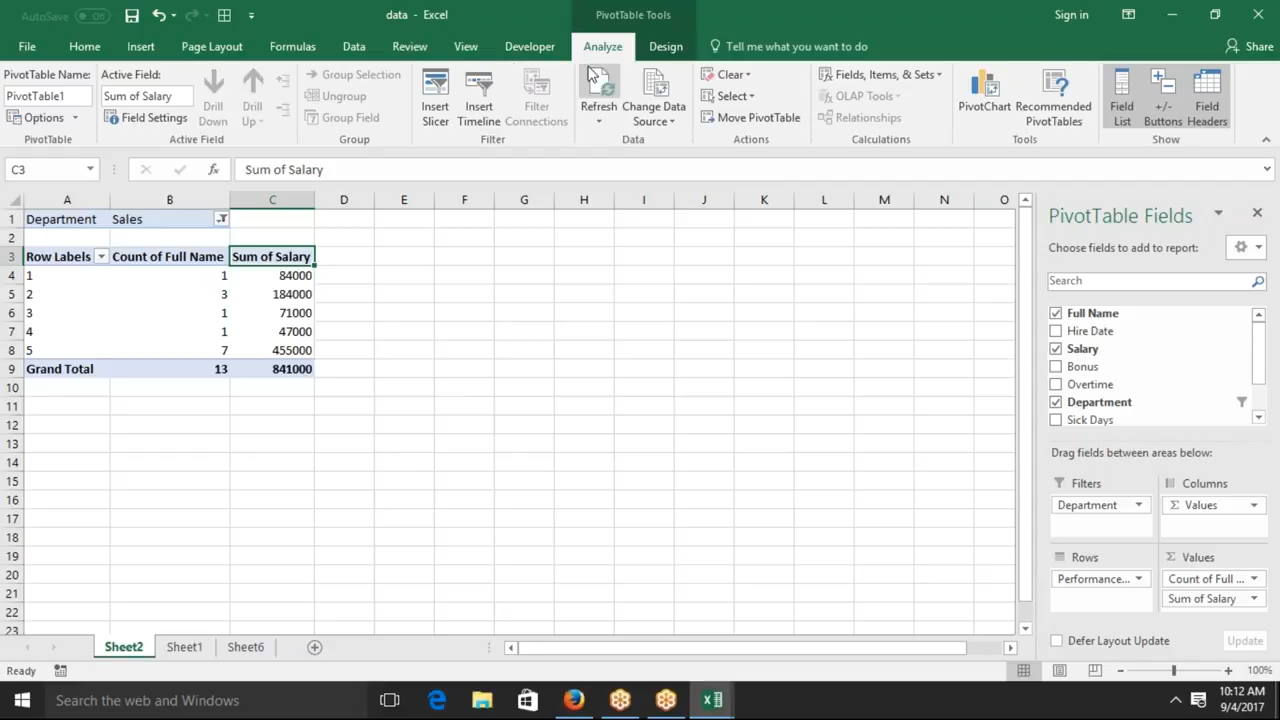 AutoSave Off
data - Excel
PivotTable Tools
Sign in
File Home Insert Page Layout Formulas Data Review View Developer Analyze Design Tell me what you want to do Share
PivotTable Name:
PivotTable1
Options
PivotTable
Active Field:
Sum of Salary
Field Settings
Drill Down
Drill Up
Active Field
Group Selection
Ungroup
Group Field
Group
Insert Slicer
Insert Timeline
Filter Connections
Filter
Refresh
Change Data Source
Data
Clear
Select
Move PivotTable
Actions
Fields, Items, & Sets
OLAP Tools
Relationships
Calculations
PivotChart
Recommended PivotTables
Tools
Field List
+/- Buttons
Field Headers
Show
C3 fx Sum of Salary
A B C D E F G H I J K L M N O
1 Department Sales
2
3 Row Labels Count of Full Name Sum of Salary
4 1 1 84000
5 2 3 184000
6 3 1 71000
7 4 1 47000
8 5 7 455000
9 Grand Total 13 841000
10
11
12
13
14
15
16
17
18
19
20
21
22
23
PivotTable Fields
Choose fields to add to report:
Search
Full Name
Hire Date
Salary
Bonus
Overtime
Department
Sick Days
Drag fields between areas below:
Filters
Department
Columns
Σ Values
Rows
Performance...
Σ Values
Count of Full ...
Sum of Salary
Defer Layout Update
Update
Sheet2 Sheet1 Sheet6
Ready
100%
Search the web and Windows
10:12 AM
9/4/2017